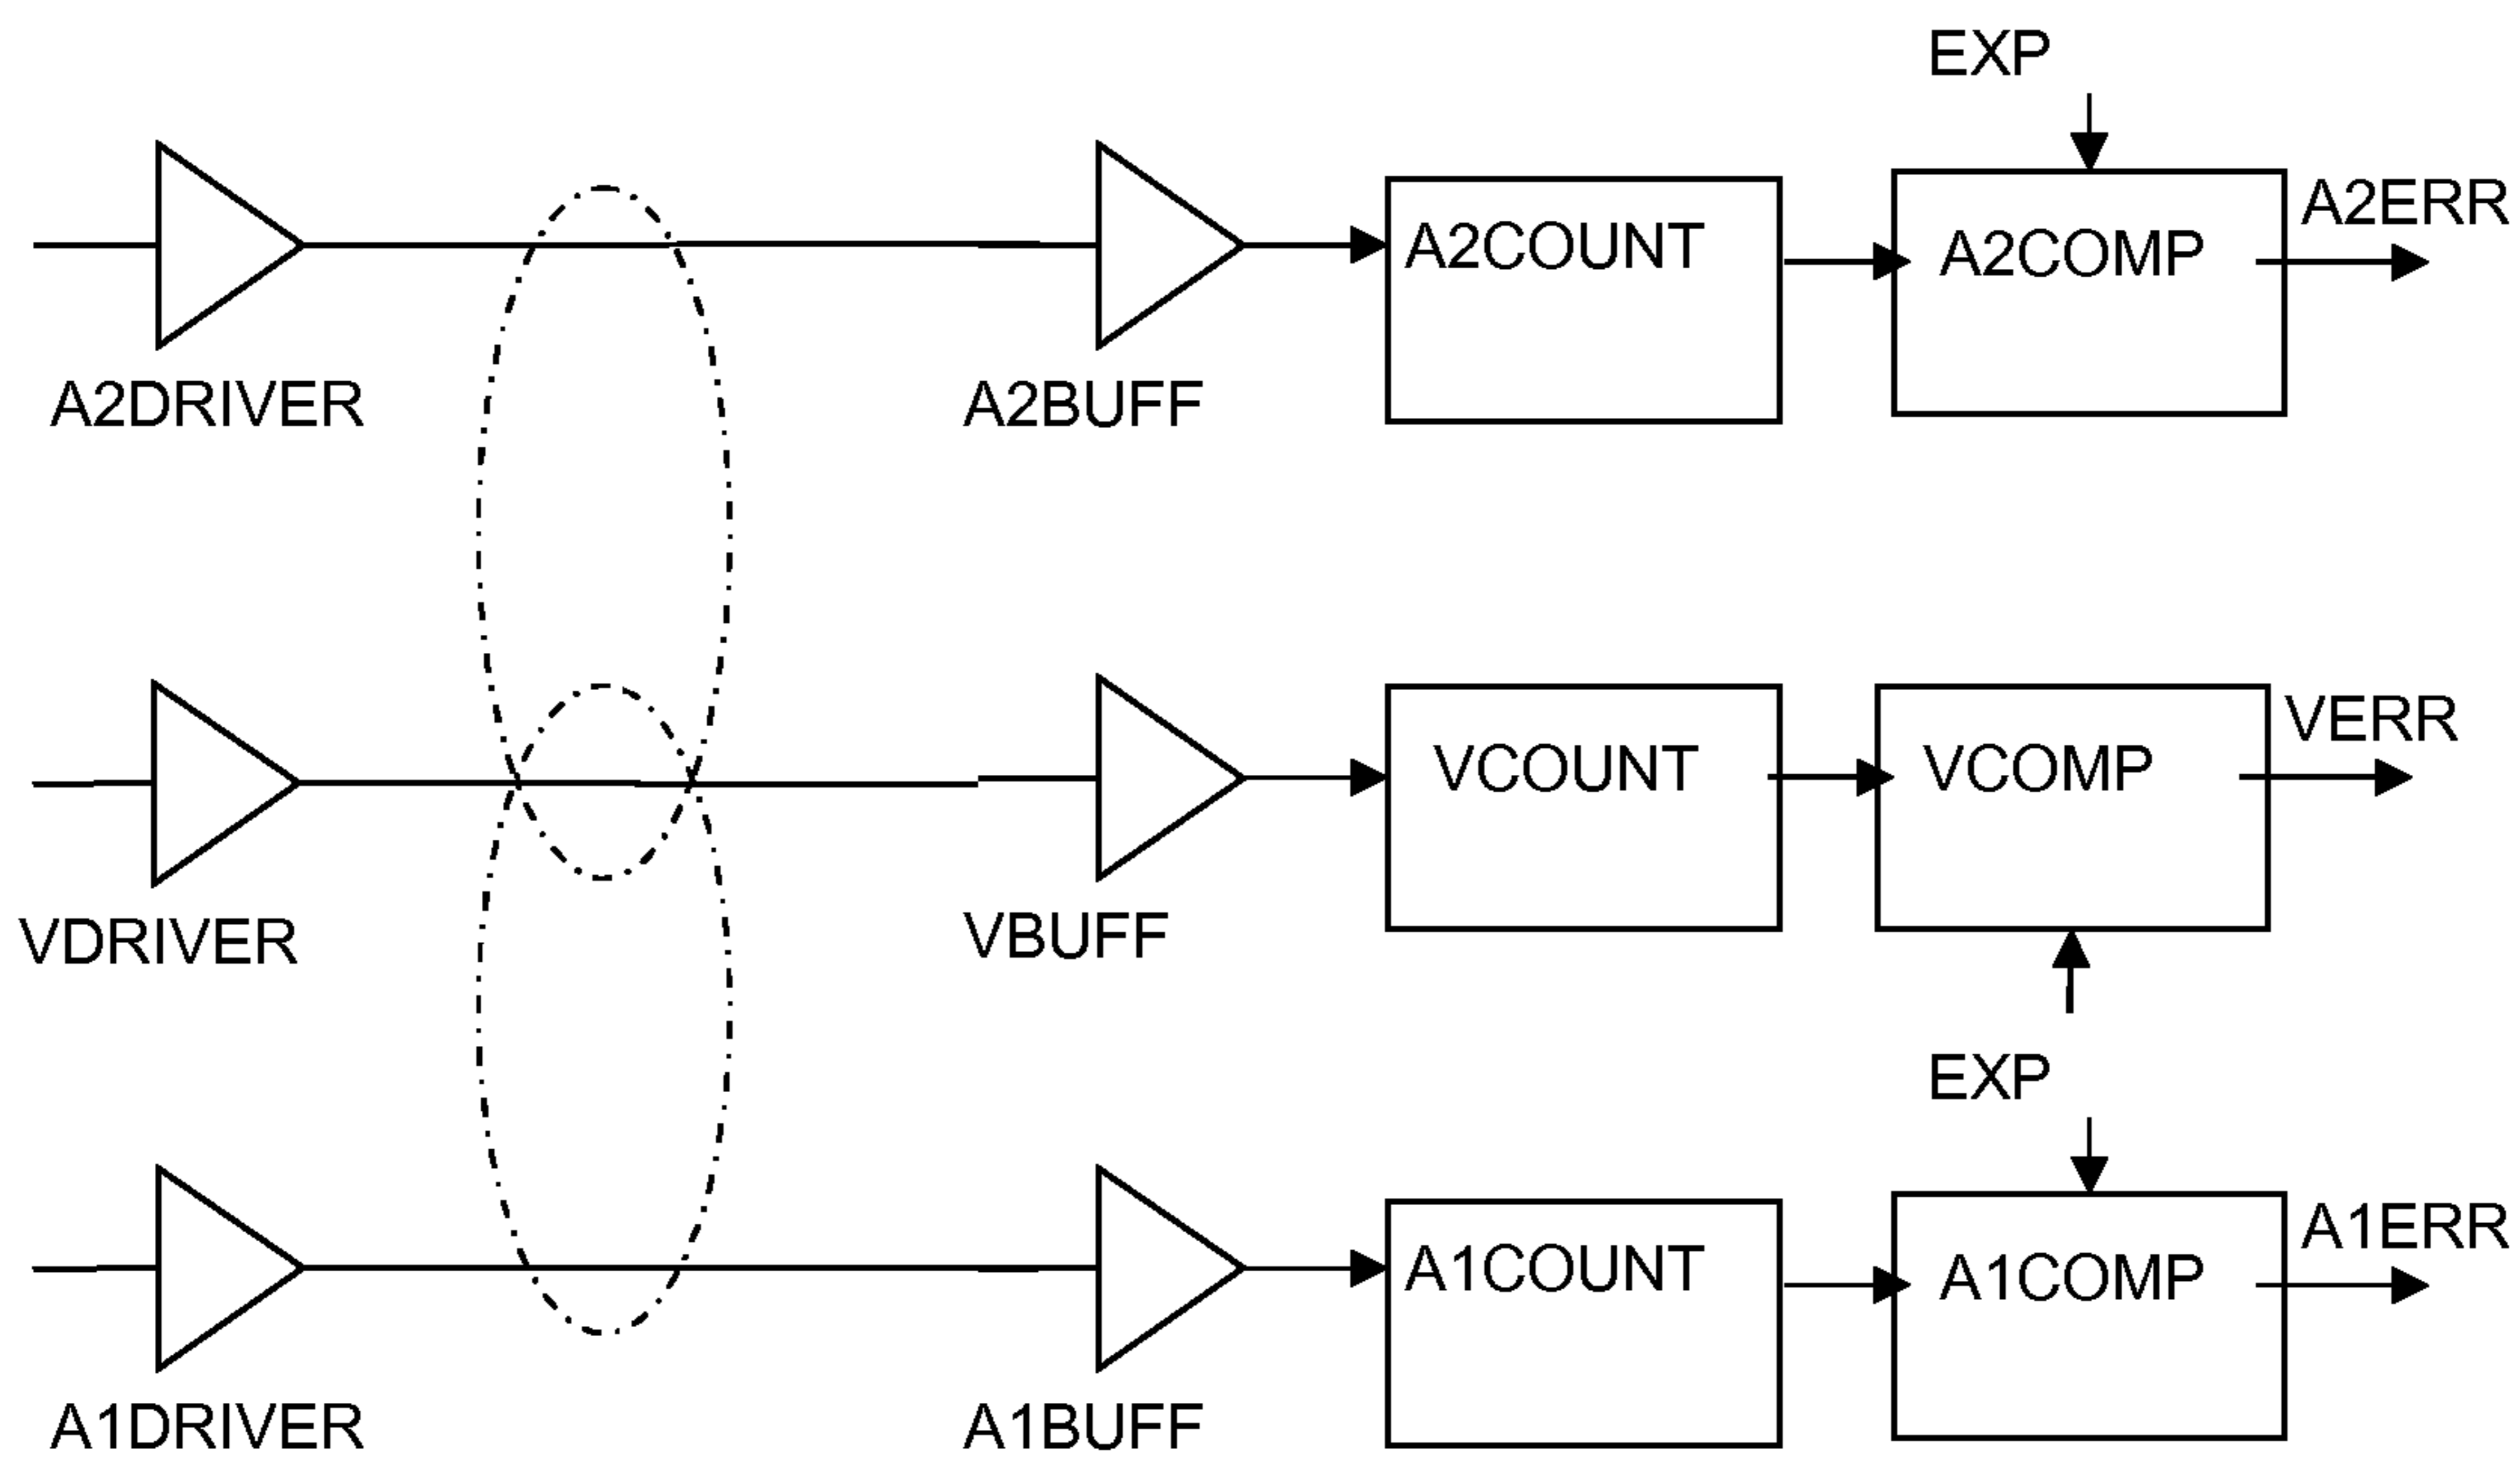 EXP
A2ERR
A2COUNT
A2COMP
A2DRIVER
A2BUFF
VERR
VCOUNT
VCOMP
VDRIVER
VBUFF
EXP
A1ERR
A1COUNT
A1COMP
A1DRIVER
A1BUFF